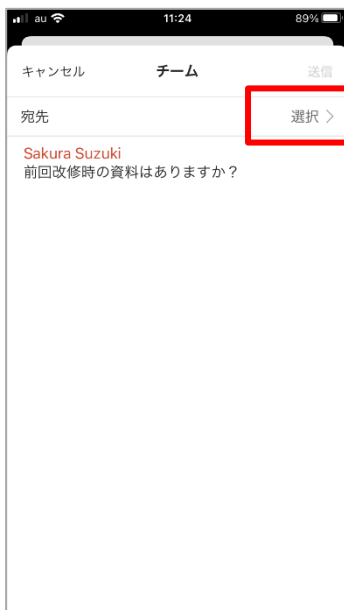 au 11:24 89%
キャンセル チーム 送信
宛先 選択 >
Sakura Suzuki
前回改修時の資料はありますか？